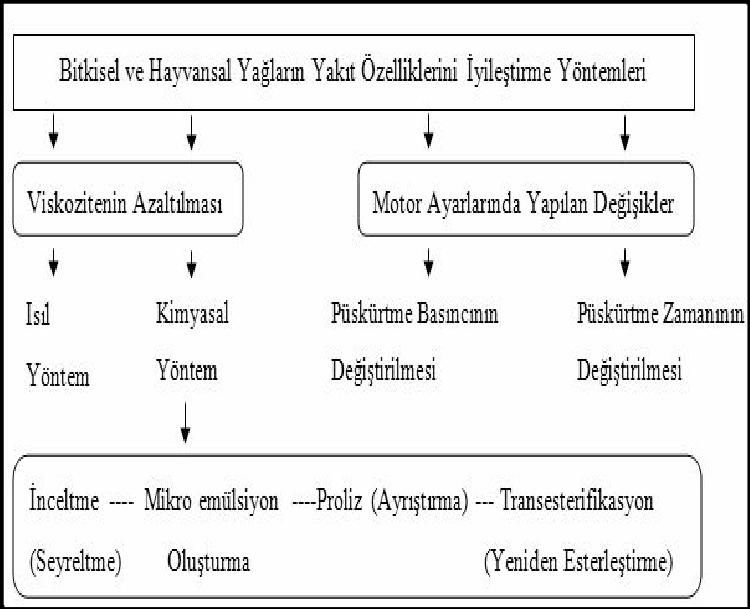 Bitkisel ve Hayvansal Yağların Yakıt Özelliklerini İyileştirme Yöntemleri
Viskozitenin Azaltılması
Motor Ayarlarında Yapılan Değişikler
Isıl
Yöntem
Kimyasal
Yöntem
Püskürtme Basıncının
Değiştirilmesi
Püskürtme Zamanının
Değiştirilmesi
İnceltme ---- Mikro emülsiyon ----Proliz (Ayrıştırma) --- Transesterifikasyon
(Seyreltme) Oluşturma (Yeniden Esterleştirme)